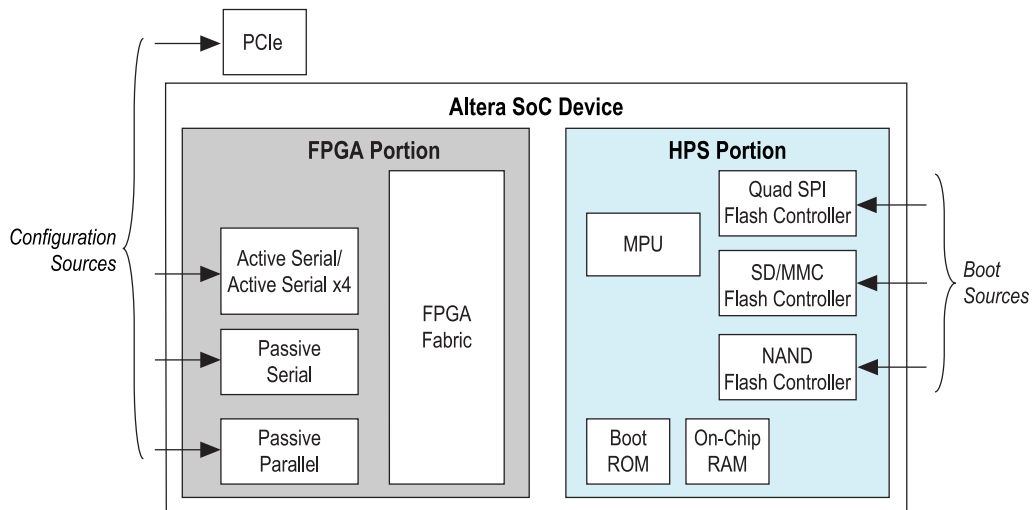 PCIe
Altera SoC Device
FPGA Portion
HPS Portion
Configuration
Sources
Active Serial/
Active Serial x4
Passive
Serial
Passive
Parallel
FPGA
Fabric
MPU
Quad SPI
Flash Controller
SD/MMC
Flash Controller
NAND
Flash Controller
Boot
ROM
On-Chip
RAM
Boot
Sources